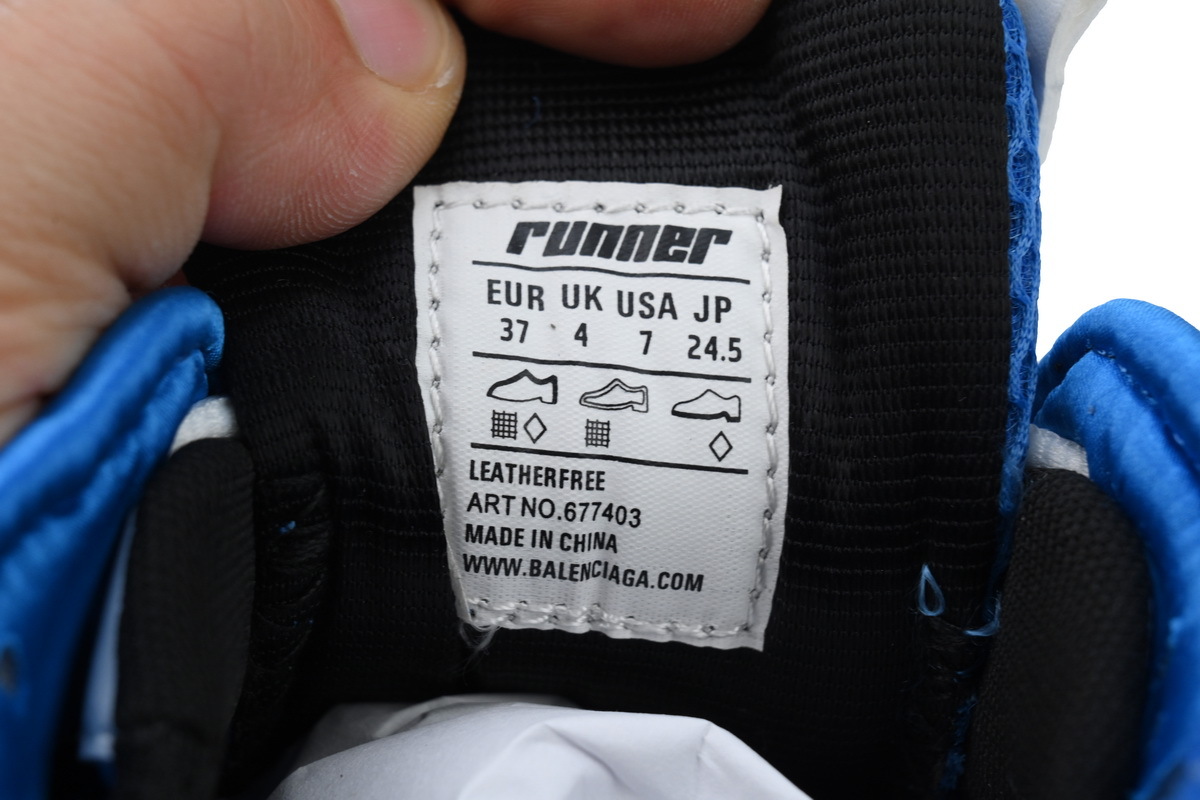 runner
EUR UK USA JP
37 4 7 24.5
LEATHERFREE
ART NO.677403
MADE IN CHINA
WWW.BALENCIAGA.COM